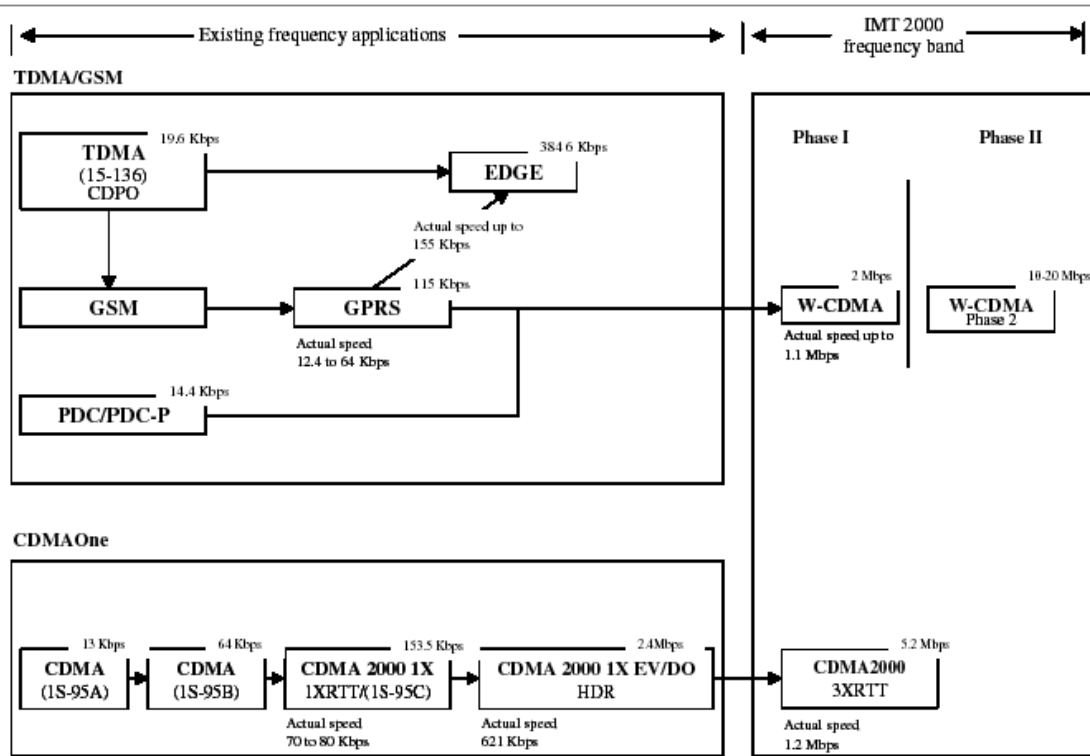 Existing frequency applications
IMT 2000
frequency band
TDMA/GSM
19.6 Kbps
TDMA
(15-136)
CDPO
384 6 Kbps
EDGE
Actual speed up to
155 Kbps
GSM
115 Kbps
GPRS
Actual speed
12.4 to 64 Kbps
14.4 Kbps
PDC/PDC-P
Phase I
Phase II
2 Mbps
W-CDMA
Actual speed up to
1.1 Mbps
10-20 Mbps
W-CDMA
Phase 2
CDMAOne
13 Kbps
CDMA
(1S-95A)
64 Kbps
CDMA
(1S-95B)
153.5 Kbps
CDMA 2000 1X
1XRTT/(1S-95C)
Actual speed
70 to 80 Kbps
2.4Mbps
CDMA 2000 1X EV/DO
HDR
Actual speed
621 Kbps
5.2 Mbps
CDMA2000
3XRTT
Actual speed
1.2 Mbps